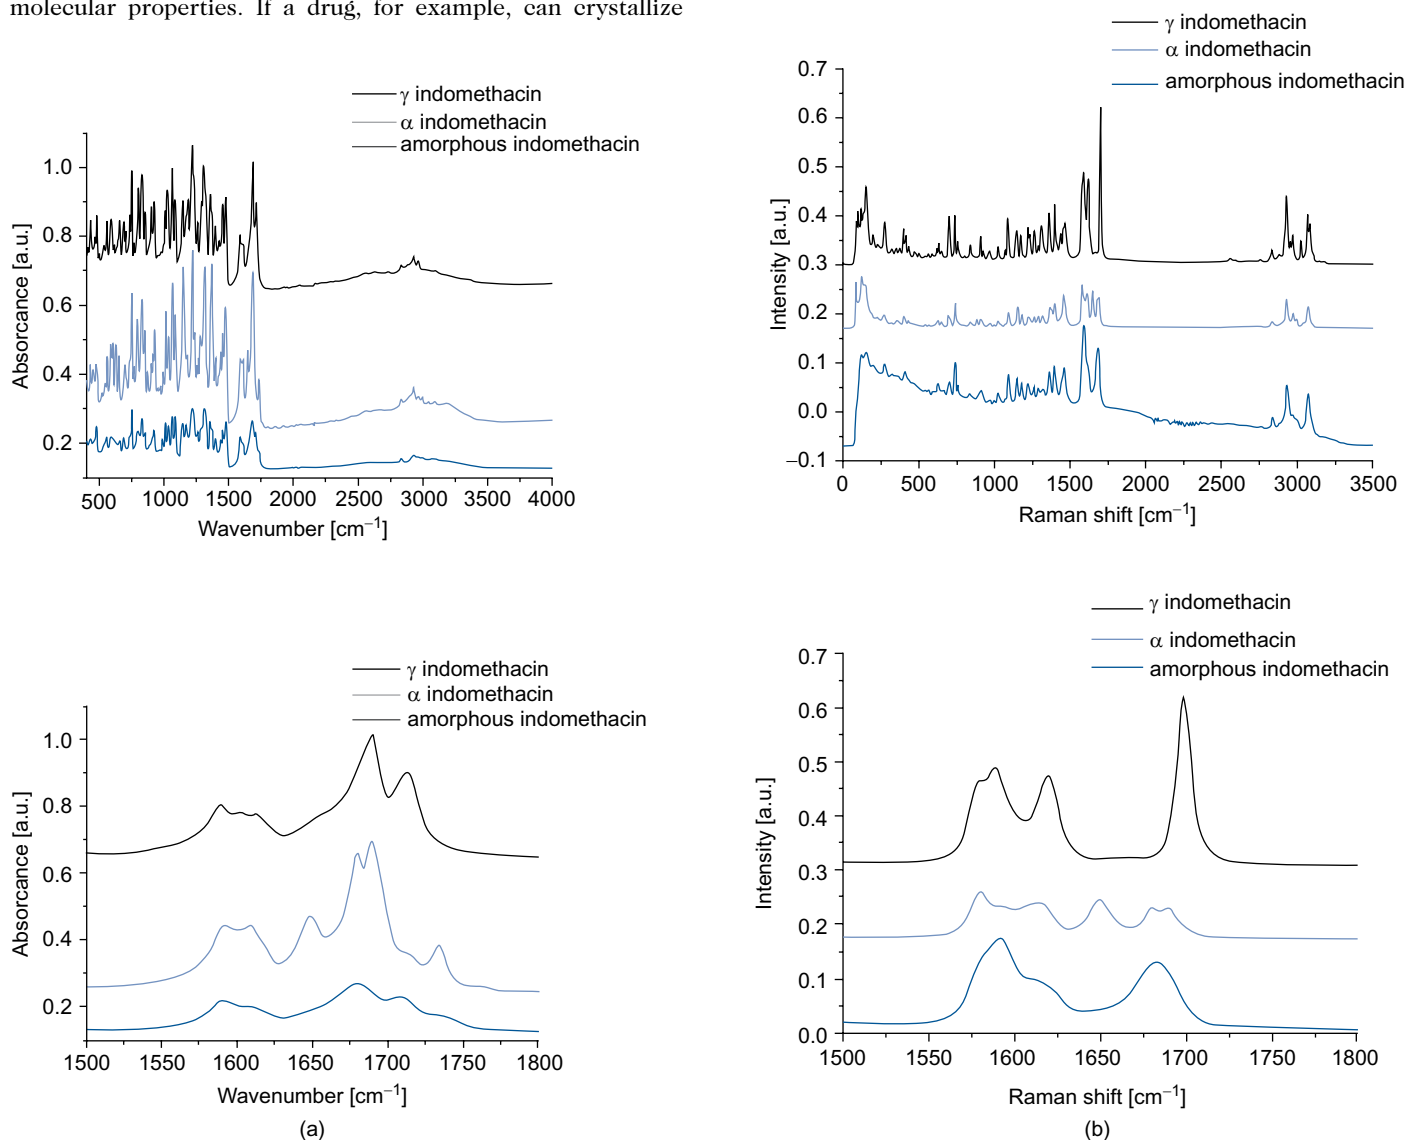 molecular properties. If a drug, for example, can crystallize
γ indomethacin
α indomethacin
amorphous indomethacin
1.0
0.8
0.6
0.4
0.2
Absorcance [a.u.]
500 1000 1500 2000 2500 3000 3500 4000
Wavenumber [cm−1]
γ indomethacin
α indomethacin
amorphous indomethacin
0.7
0.6
0.5
0.4
0.3
0.2
0.1
0.0
−0.1
Intensity [a.u.]
0 500 1000 1500 2000 2500 3000 3500
Raman shift [cm−1]
γ indomethacin
α indomethacin
amorphous indomethacin
1.0
0.8
0.6
0.4
0.2
Absorcance [a.u.]
1500 1600 1650 1700 1750 1800
Wavenumber [cm−1]
(a)
γ indomethacin
α indomethacin
amorphous indomethacin
0.7
0.6
0.5
0.4
0.3
0.2
0.1
0.0
Intensity [a.u.]
1500 1550 1600 1650 1700 1750 1800
Raman shift [cm−1]
(b)